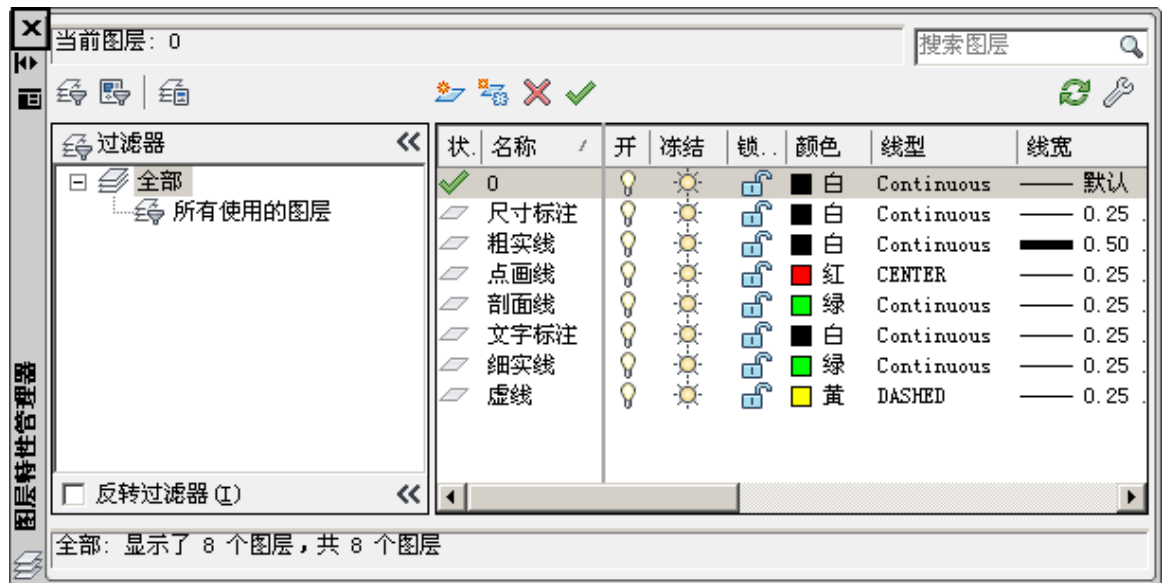 当前图层: 0
搜索图层
过滤器
全部
所有使用的图层
反转过滤器(I)
状. 名称 开 冻结 锁.. 颜色 线型 线宽
0 白 Continuous 默认
尺寸标注 白 Continuous 0.25
粗实线 白 Continuous 0.50
点画线 红 CENTER 0.25
剖面线 绿 Continuous 0.25
文字标注 白 Continuous 0.25
细实线 绿 Continuous 0.25
虚线 黄 DASHED 0.25
全部: 显示了 8 个图层,共 8 个图层
图层特性管理器